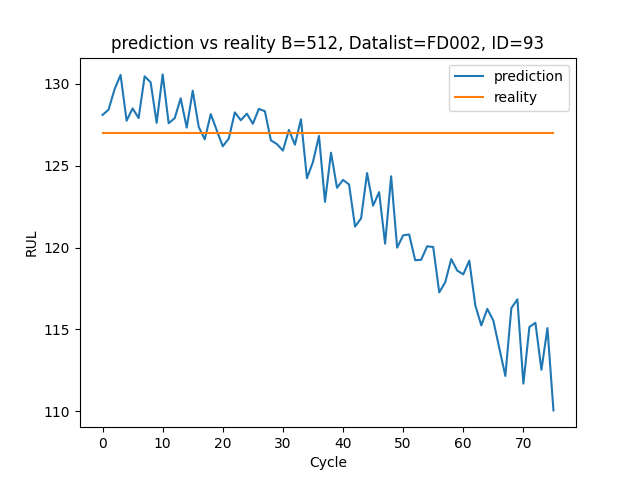 prediction vs reality B=512, Datalist=FD002, ID=93
prediction
reality
130
125
120
115
110
RUL
0 10 20 30 40 50 60 70
Cycle